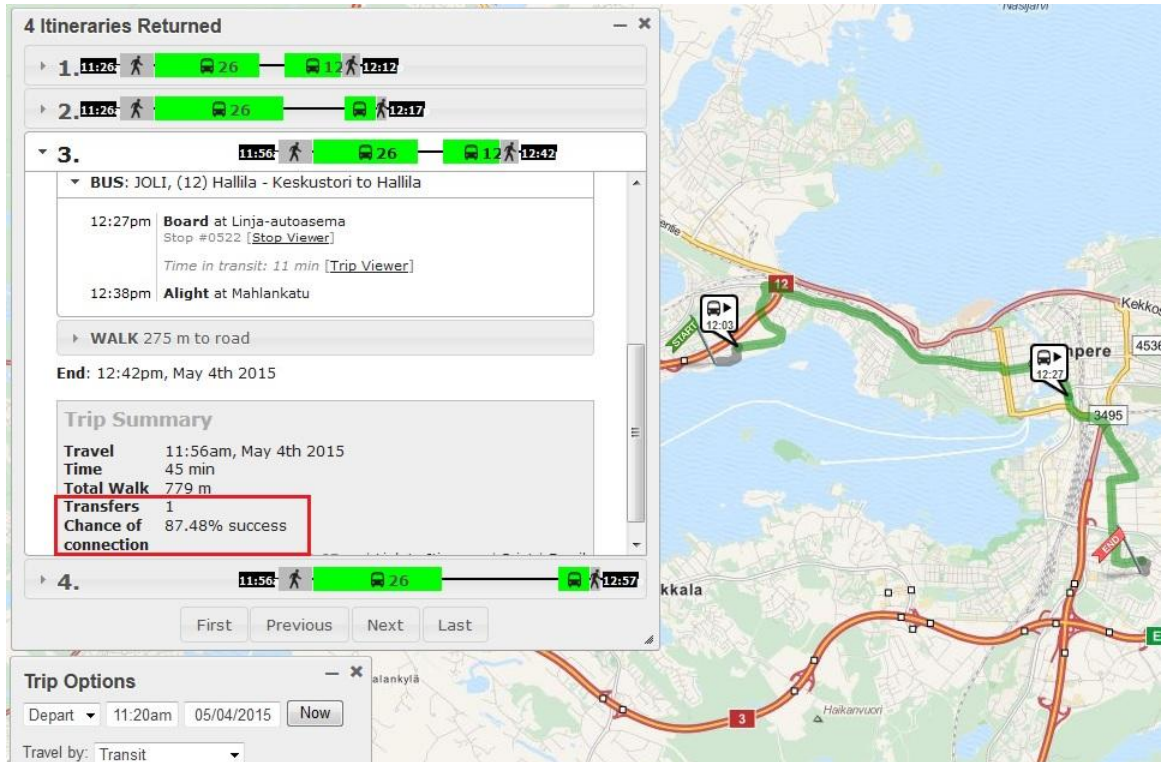 4 Itineraries Returned
1. 11:26 26 12 12:12
2. 11:26 26 12:17
3. 11:56 26 12 12:42
BUS: JOLI, (12) Hallila - Keskustori to Hallila
12:27pm Board at Linja-autoasema
Stop #0522 [Stop Viewer]
Time in transit: 11 min [Trip Viewer]
12:38pm Alight at Mahlankatu
WALK 275 m to road
End: 12:42pm, May 4th 2015
Trip Summary
Travel 11:56am, May 4th 2015
Time 45 min
Total Walk 779 m
Transfers 1
Chance of 87.48% success
connection
4. 11:56 26 12:57
First Previous Next Last
Trip Options
Depart 11:20am 05/04/2015 Now
Travel by: Transit
Näsijärvi
12
START
12:03
Kekkos
4536
mpere
12:27
3495
END
kkala
E
alankylä
3
Haikanvuori